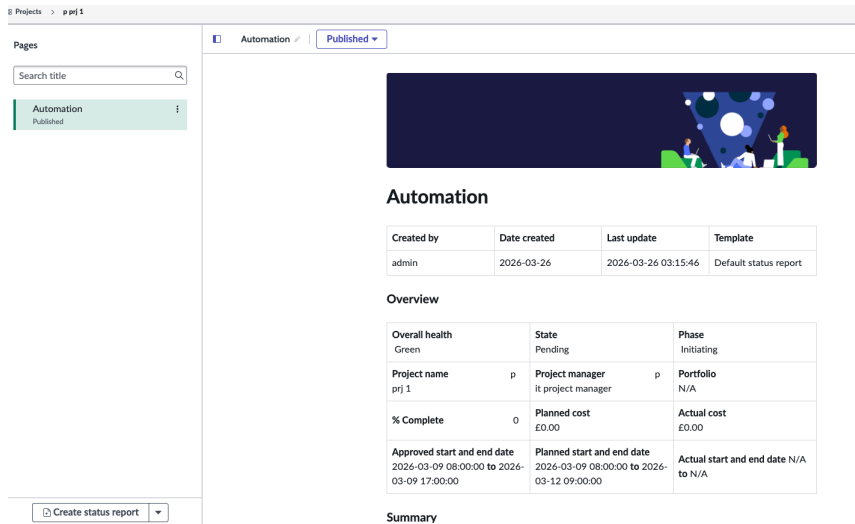 Projects > p prj 1
Pages
Search title
Automation
Published
Create status report
Automation
Published
Automation
Created by Date created Last update Template
admin 2026-03-26 2026-03-26 03:15:46 Default status report
Overview
Overall health State Phase
Green Pending Initiating
Project name p Project manager p Portfolio
prj 1 it project manager N/A
% Complete 0 Planned cost Actual cost
£0.00 £0.00
Approved start and end date Planned start and end date Actual start and end date N/A
2026-03-09 08:00:00 to 2026- 2026-03-09 08:00:00 to 2026- to N/A
03-09 17:00:00 03-12 09:00:00
Summary